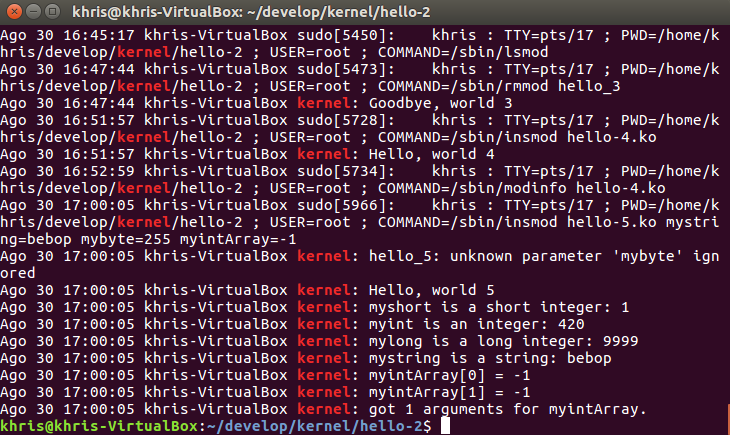 khris@khris-VirtualBox: ~/develop/kernel/hello-2
Ago 30 16:45:17 khris-VirtualBox sudo[5450]:    khris : TTY=pts/17 ; PWD=/home/k
hris/develop/kernel/hello-2 ; USER=root ; COMMAND=/sbin/lsmod
Ago 30 16:47:44 khris-VirtualBox sudo[5473]:    khris : TTY=pts/17 ; PWD=/home/k
hris/develop/kernel/hello-2 ; USER=root ; COMMAND=/sbin/rmmod hello_3
Ago 30 16:47:44 khris-VirtualBox kernel: Goodbye, world 3
Ago 30 16:51:57 khris-VirtualBox sudo[5728]:    khris : TTY=pts/17 ; PWD=/home/k
hris/develop/kernel/hello-2 ; USER=root ; COMMAND=/sbin/insmod hello-4.ko
Ago 30 16:51:57 khris-VirtualBox kernel: Hello, world 4
Ago 30 16:52:59 khris-VirtualBox sudo[5734]:    khris : TTY=pts/17 ; PWD=/home/k
hris/develop/kernel/hello-2 ; USER=root ; COMMAND=/sbin/modinfo hello-4.ko
Ago 30 17:00:05 khris-VirtualBox sudo[5966]:    khris : TTY=pts/17 ; PWD=/home/k
hris/develop/kernel/hello-2 ; USER=root ; COMMAND=/sbin/insmod hello-5.ko mystri
ng=bebop mybyte=255 myintArray=-1
Ago 30 17:00:05 khris-VirtualBox kernel: hello_5: unknown parameter 'mybyte' ign
ored
Ago 30 17:00:05 khris-VirtualBox kernel: Hello, world 5
Ago 30 17:00:05 khris-VirtualBox kernel: myshort is a short integer: 1
Ago 30 17:00:05 khris-VirtualBox kernel: myint is an integer: 420
Ago 30 17:00:05 khris-VirtualBox kernel: mylong is a long integer: 9999
Ago 30 17:00:05 khris-VirtualBox kernel: mystring is a string: bebop
Ago 30 17:00:05 khris-VirtualBox kernel: myintArray[0] = -1
Ago 30 17:00:05 khris-VirtualBox kernel: myintArray[1] = -1
Ago 30 17:00:05 khris-VirtualBox kernel: got 1 arguments for myintArray.
khris@khris-VirtualBox:~/develop/kernel/hello-2$